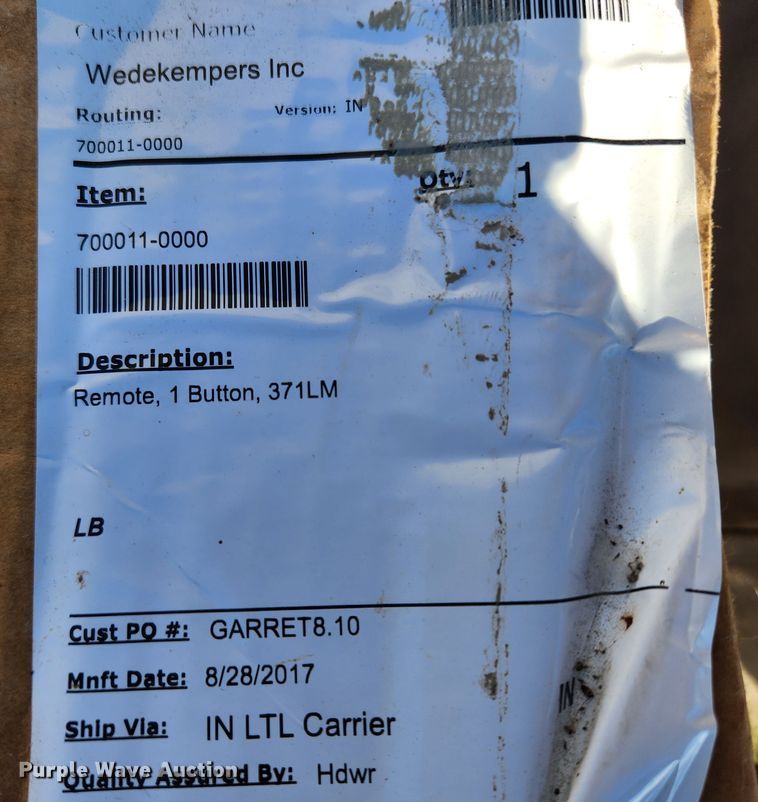 Customer Name
Wedekempers Inc
Routing: Version: IN
700011-0000
Item: Qty: 1
700011-0000
Description:
Remote, 1 Button, 371LM
LB
Cust PO #: GARRET8.10
Mnft Date: 8/28/2017
IN
Ship Via: IN LTL Carrier
Purple Wave Auction
Quality Assured By: Hdwr